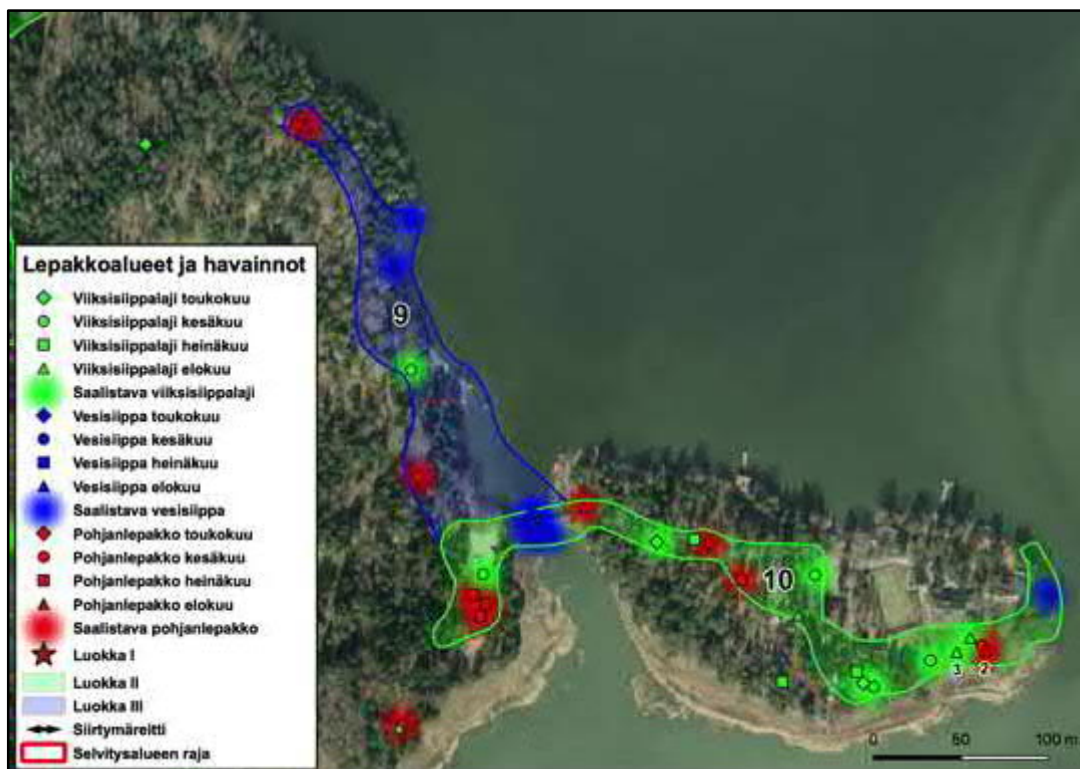 Lepakkoalueet ja havainnot
Viiksisiippalaji toukokuu
Viiksisiippalaji kesäkuu
Viiksisiippalaji heinäkuu
Viiksisiippalaji elokuu
Saalistava viiksisiippalaji
Vesisiippa toukokuu
Vesisiippa kesäkuu
Vesisiippa heinäkuu
Vesisiippa elokuu
Saalistava vesisiippa
Pohjanlepakko toukokuu
Pohjanlepakko kesäkuu
Pohjanlepakko heinäkuu
Pohjanlepakko elokuu
Saalistava pohjanlepakko
Luokka I
Luokka II
Luokka III
Siirtymäreitti
Selvitysalueen raja
9
10
3
2
0 50 100 m